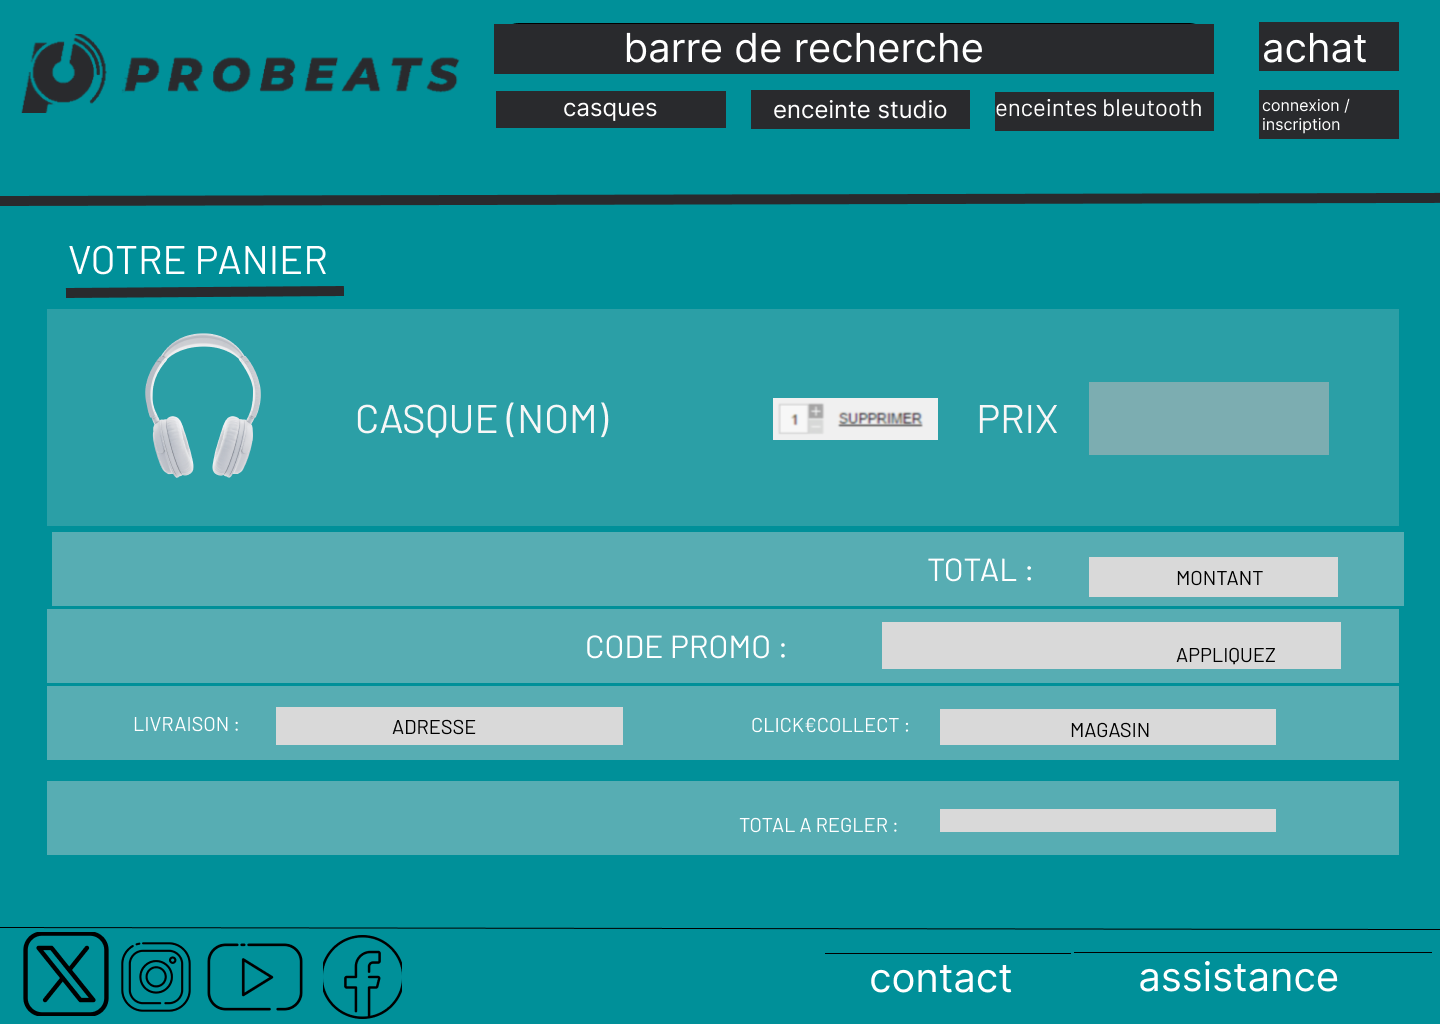 PROBEATS
barre de recherche
achat
casques
enceinte studio
enceintes bleutooth
connexion /
inscription
VOTRE PANIER
CASQUE (NOM)
1 + SUPPRIMER
PRIX
TOTAL :
MONTANT
CODE PROMO :
APPLIQUEZ
LIVRAISON :
ADRESSE
CLICK€COLLECT :
MAGASIN
TOTAL A REGLER :
contact
assistance